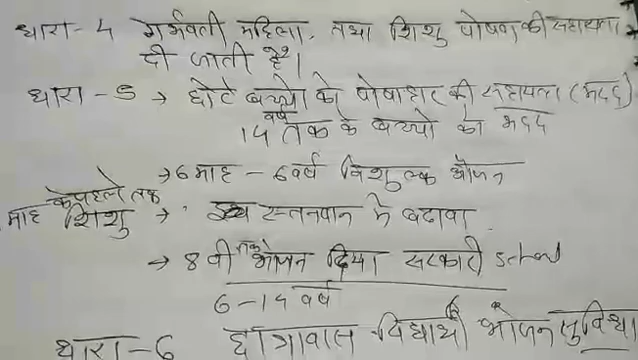 धारा - 4 गर्भवती महिला, तथा शिशु पोषण की सहायता
दी जाती है।
धारा - 5 → छोटे बच्चो को पोषाहार की सहायता (मदद)
14 वर्ष तक के बच्चो को मदद
→ 6 माह - 6 वर्ष निशुल्क भोजन
माह के पहले तक शिशु → स्तनपान मे बढावा
→ 8 वी तक भोजन दिया सरकारी School
6 - 14 वर्ष
धारा - 6 छात्रावास विद्यार्थी भोजन सुविधा